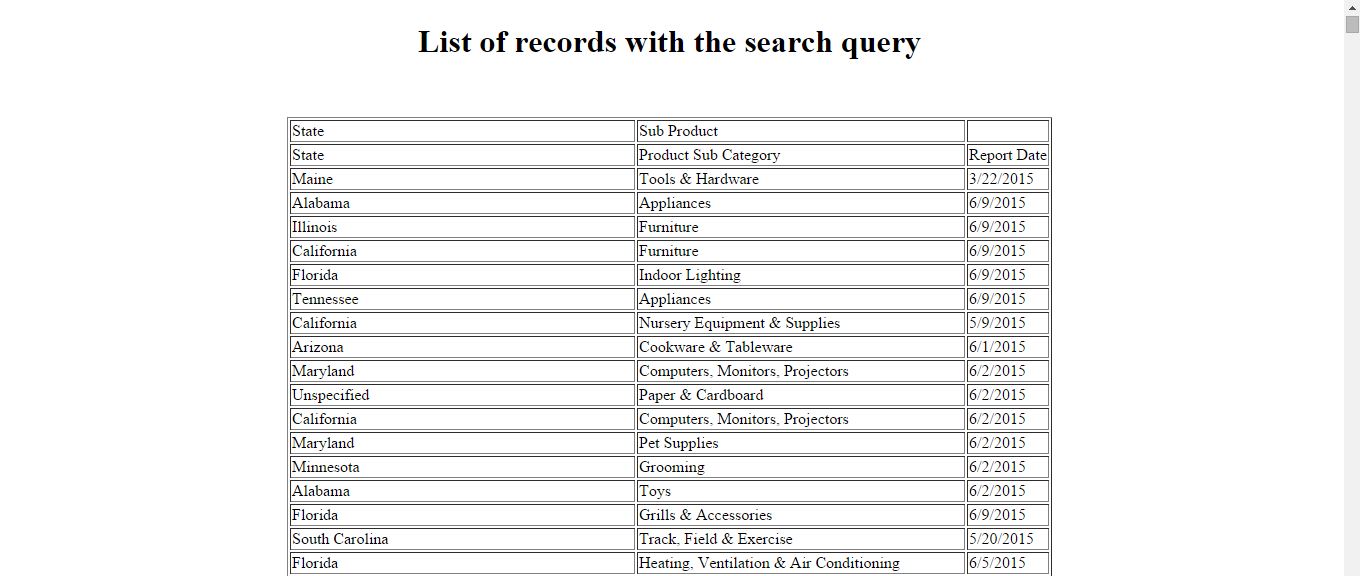 List of records with the search query
State Sub Product
State Product Sub Category Report Date
Maine Tools & Hardware 3/22/2015
Alabama Appliances 6/9/2015
Illinois Furniture 6/9/2015
California Furniture 6/9/2015
Florida Indoor Lighting 6/9/2015
Tennessee Appliances 6/9/2015
California Nursery Equipment & Supplies 5/9/2015
Arizona Cookware & Tableware 6/1/2015
Maryland Computers, Monitors, Projectors 6/2/2015
Unspecified Paper & Cardboard 6/2/2015
California Computers, Monitors, Projectors 6/2/2015
Maryland Pet Supplies 6/2/2015
Minnesota Grooming 6/2/2015
Alabama Toys 6/2/2015
Florida Grills & Accessories 6/9/2015
South Carolina Track, Field & Exercise 5/20/2015
Florida Heating, Ventilation & Air Conditioning 6/5/2015